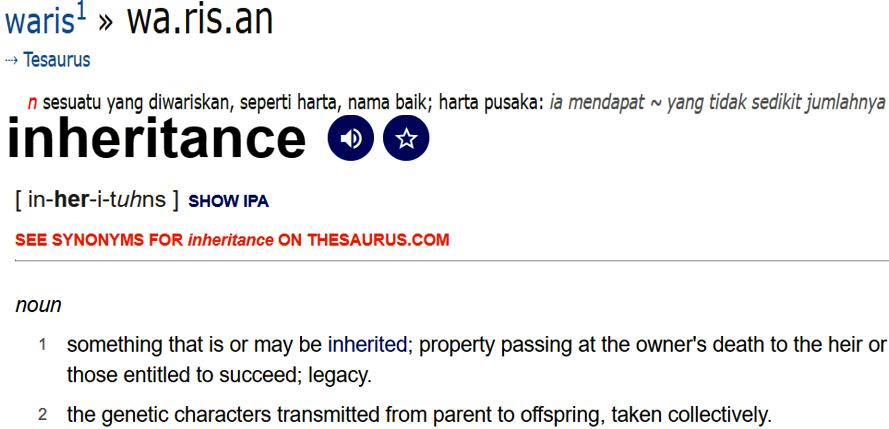 waris1 » wa.ris.an
⤏ Tesaurus
n sesuatu yang diwariskan, seperti harta, nama baik; harta pusaka: ia mendapat ~ yang tidak sedikit jumlahnya
inheritance
[ in-her-i-tuhns ] SHOW IPA
SEE SYNONYMS FOR inheritance ON THESAURUS.COM
noun
1 something that is or may be inherited; property passing at the owner's death to the heir or
those entitled to succeed; legacy.
2 the genetic characters transmitted from parent to offspring, taken collectively.